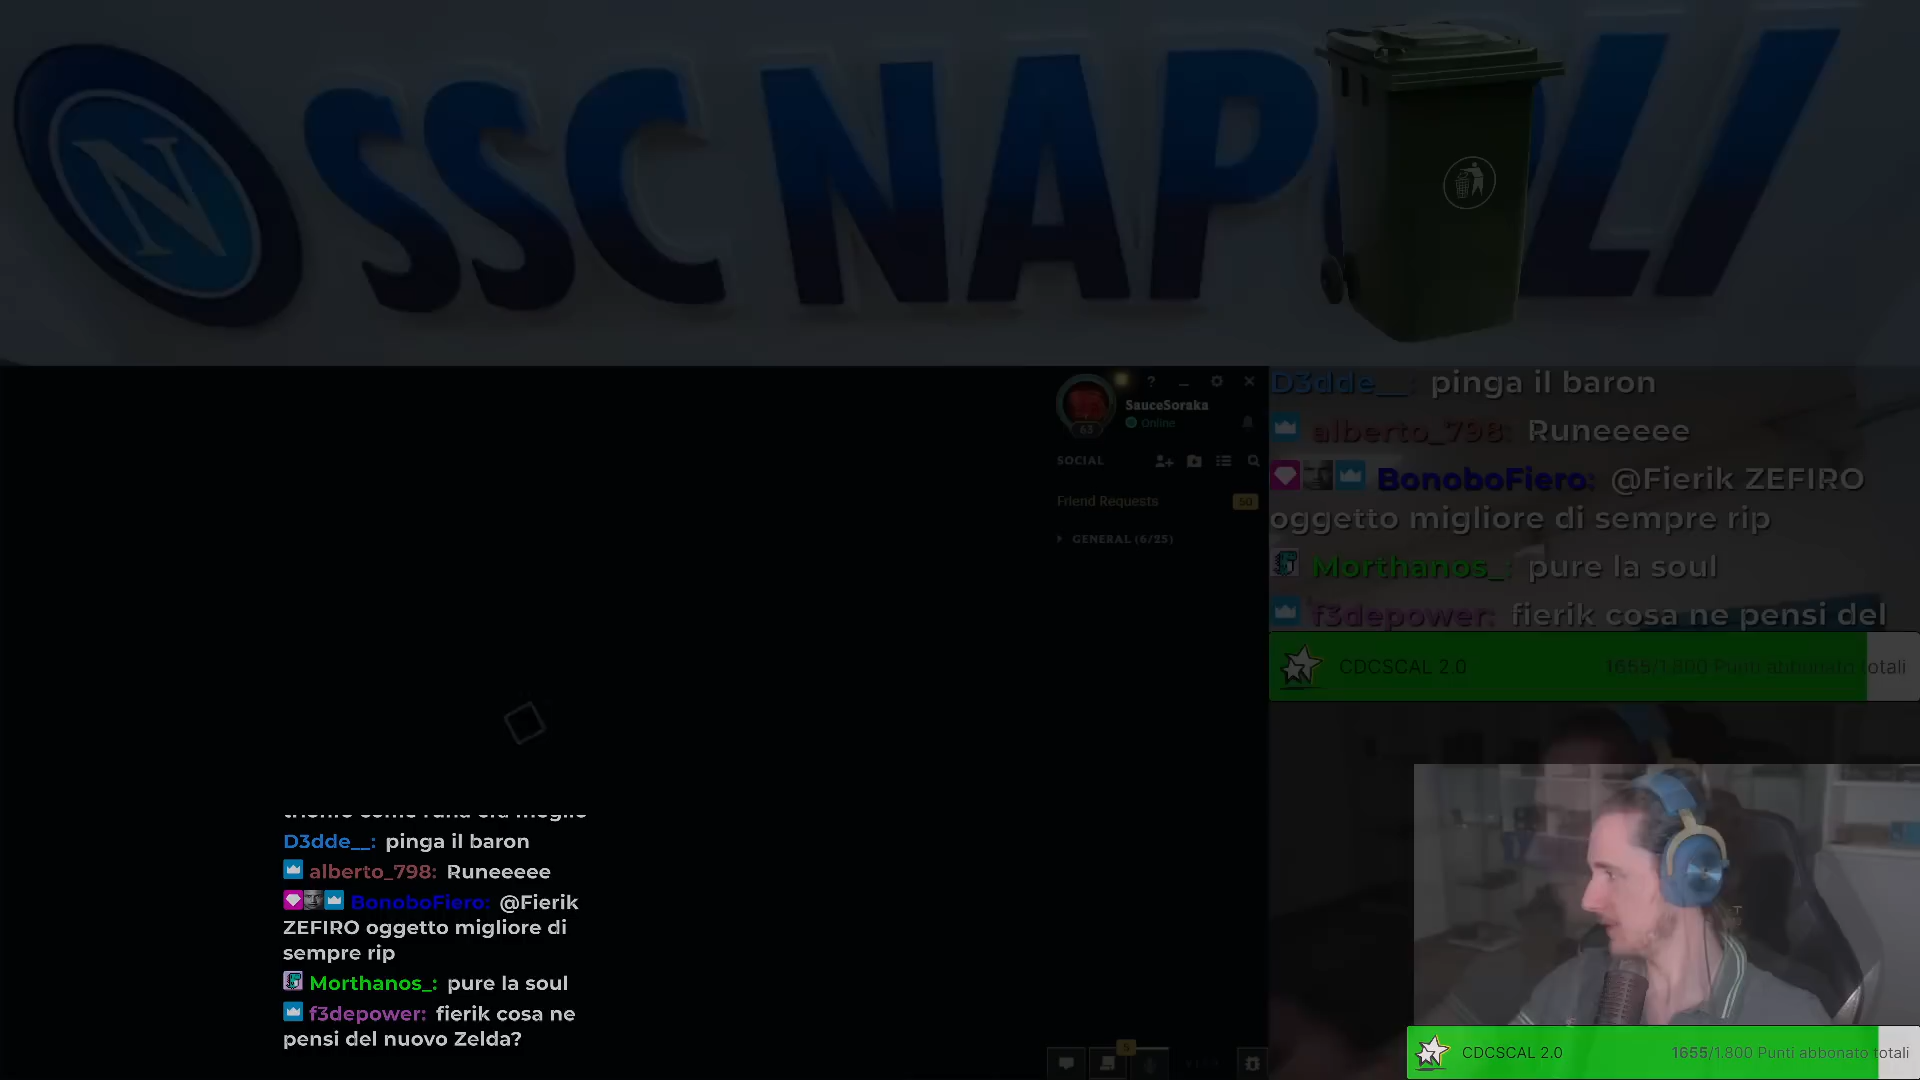 N SSC NAPOLI
?
SauceSoraka
63
Online
SOCIAL
Friend Requests
50
GENERAL (6/25)
D3dde__: pinga il baron
alberto_798: Runeeeee
BonoboFiero: @Fierik ZEFIRO
oggetto migliore di sempre rip
Morthanos_: pure la soul
f3depower: fierik cosa ne pensi del
CDCSCAL 2.0 1655/1.800 Punti abbonato totali
D3dde__: pinga il baron
alberto_798: Runeeeee
BonoboFiero: @Fierik
ZEFIRO oggetto migliore di
sempre rip
Morthanos_: pure la soul
f3depower: fierik cosa ne
pensi del nuovo Zelda?
5
CDCSCAL 2.0 1655/1.800 Punti abbonato totali